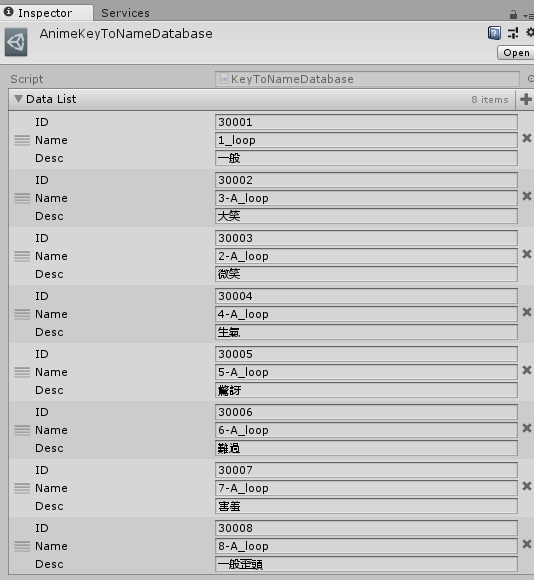 Inspector
Services
AnimeKeyToNameDatabase
Open
Script
KeyToNameDatabase
Data List
8 items
ID
30001
Name
1_loop
Desc
一般
ID
30002
Name
3-A_loop
Desc
大笑
ID
30003
Name
2-A_loop
Desc
微笑
ID
30004
Name
4-A_loop
Desc
生氣
ID
30005
Name
5-A_loop
Desc
驚訝
ID
30006
Name
6-A_loop
Desc
難過
ID
30007
Name
7-A_loop
Desc
害羞
ID
30008
Name
8-A_loop
Desc
一般歪頭